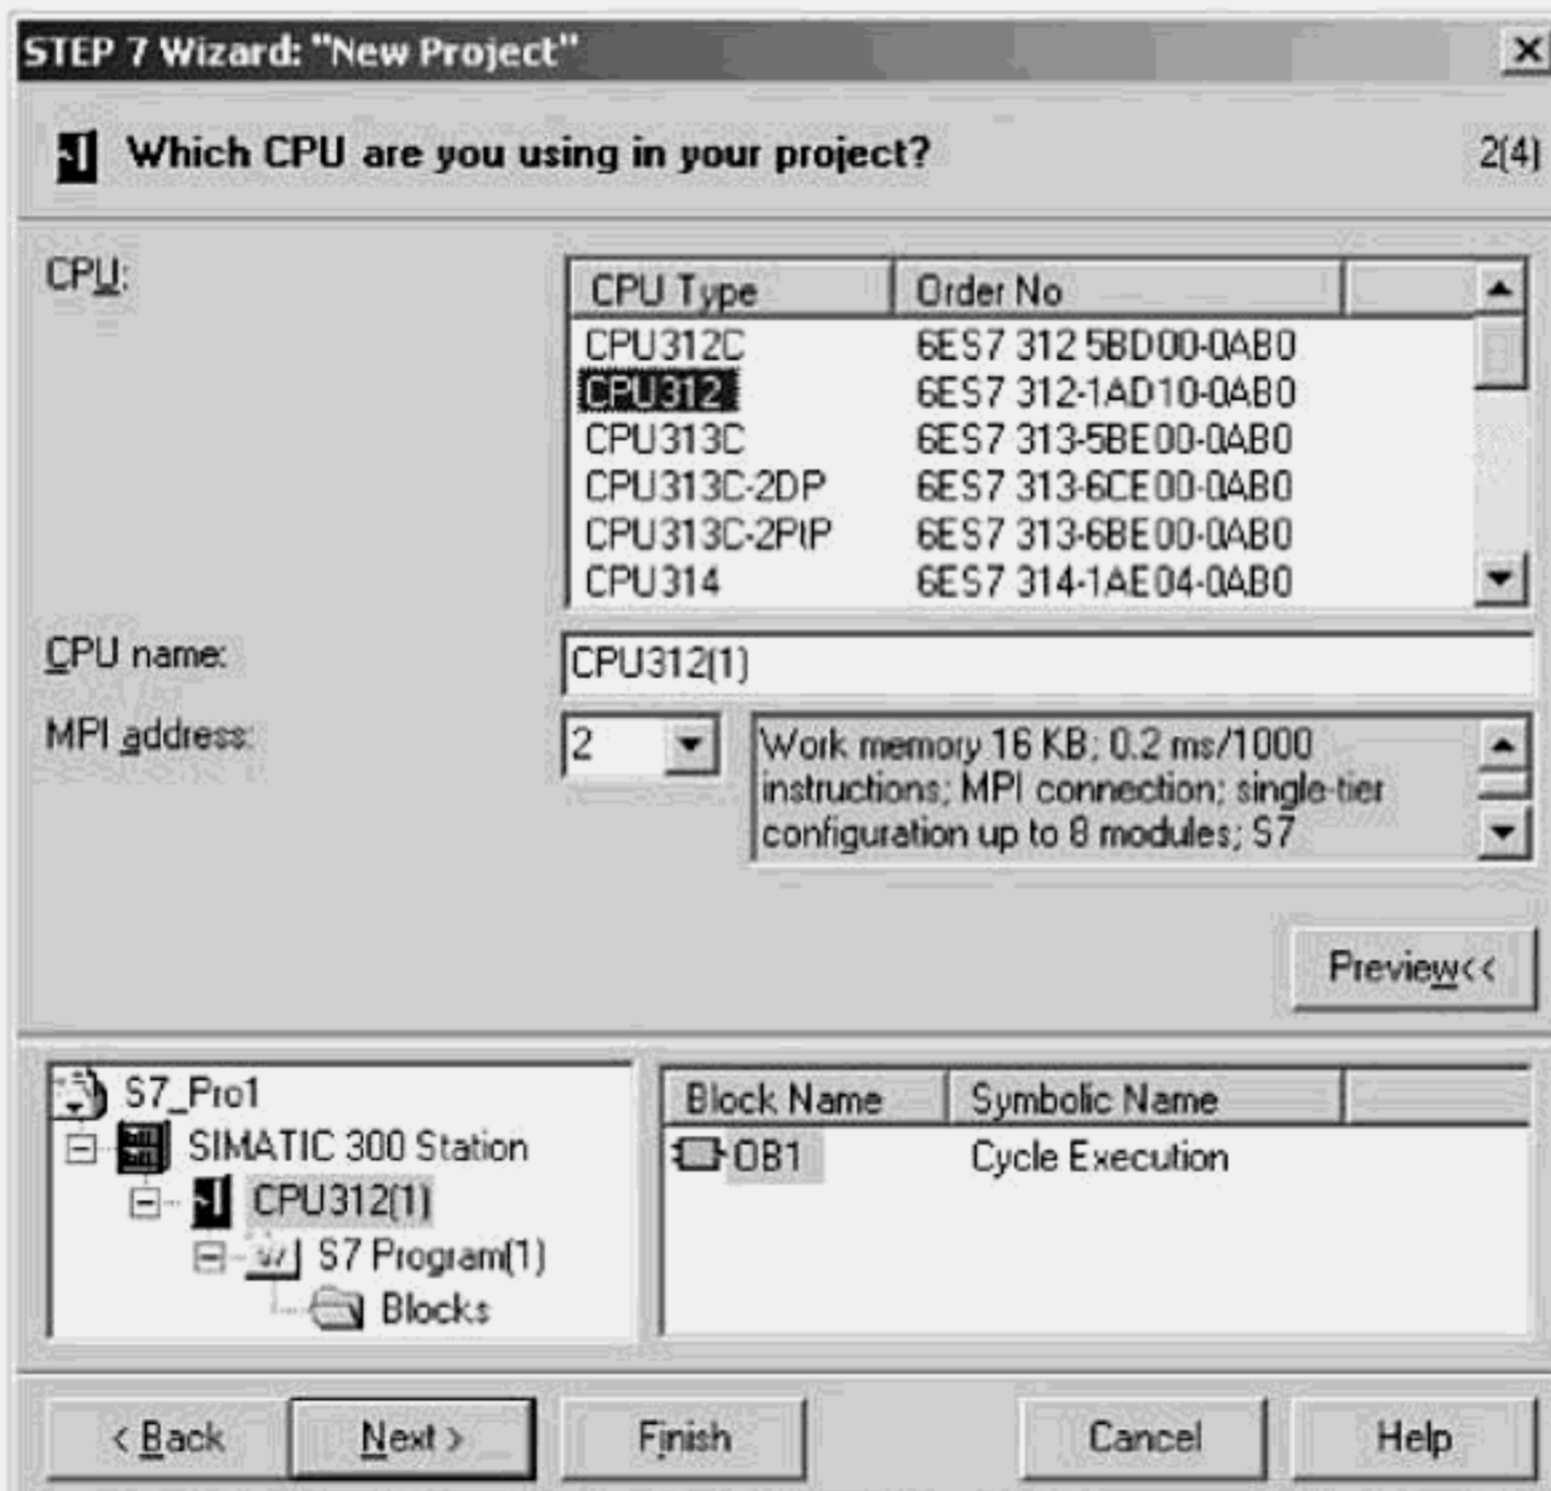 STEP 7 Wizard: "New Project"
Which CPU are you using in your project?
2(4)
CPU:
CPU Type Order No
CPU312C 6ES7 312 5BD00-0AB0
CPU312 6ES7 312-1AD10-0AB0
CPU313C 6ES7 313-5BE00-0AB0
CPU313C-2DP 6ES7 313-6CE00-0AB0
CPU313C-2PtP 6ES7 313-6BE00-0AB0
CPU314 6ES7 314-1AE04-0AB0
CPU name:
CPU312(1)
MPI address:
2
Work memory 16 KB; 0.2 ms/1000
instructions; MPI connection; single-tier
configuration up to 8 modules; S7
Preview<<
S7_Pro1
SIMATIC 300 Station
CPU312(1)
S7 Program(1)
Blocks
Block Name Symbolic Name
OB1 Cycle Execution
< Back Next > Finish Cancel Help